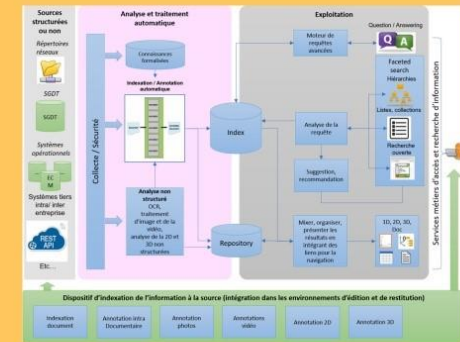 Sources
structurées
ou non
Répertoires
réseaux
SGDT
SGDT
Systèmes
opérationnels
EC
M
Systèmes tiers
intra/ inter
entreprise
REST
API
Etc...
Collecte / Sécurité
Analyse et traitement
automatique
Connaissances
formalisées
Indexation / Annotation
automatique
Analyse non
structuré
OCR,
traitement
d'image et de la
vidéo,
analyse de la 2D et
3D non
structurées
Index
Repository
Exploitation
Moteur de
requêtes
avancées
Question / Answering
Q A
Analyse de la
requête
Suggestion,
recommandation
Faceted
search
Hiérarchies
Listes, collections
Recherche
ouverte
Mixer, organiser,
présenter les
résultats en
intégrant des
liens pour la
navigation
1D, 2D, 3D,
Doc
Services métiers d'accès et recherche d'information
Dispositif d'indexation de l'information à la source (intégration dans les environnements d'édition et de restitution)
Indexation
document
Annotation intra
Documentaire
Annotation
photos
Annotations
vidéo
Annotation 2D
Annotation 3D